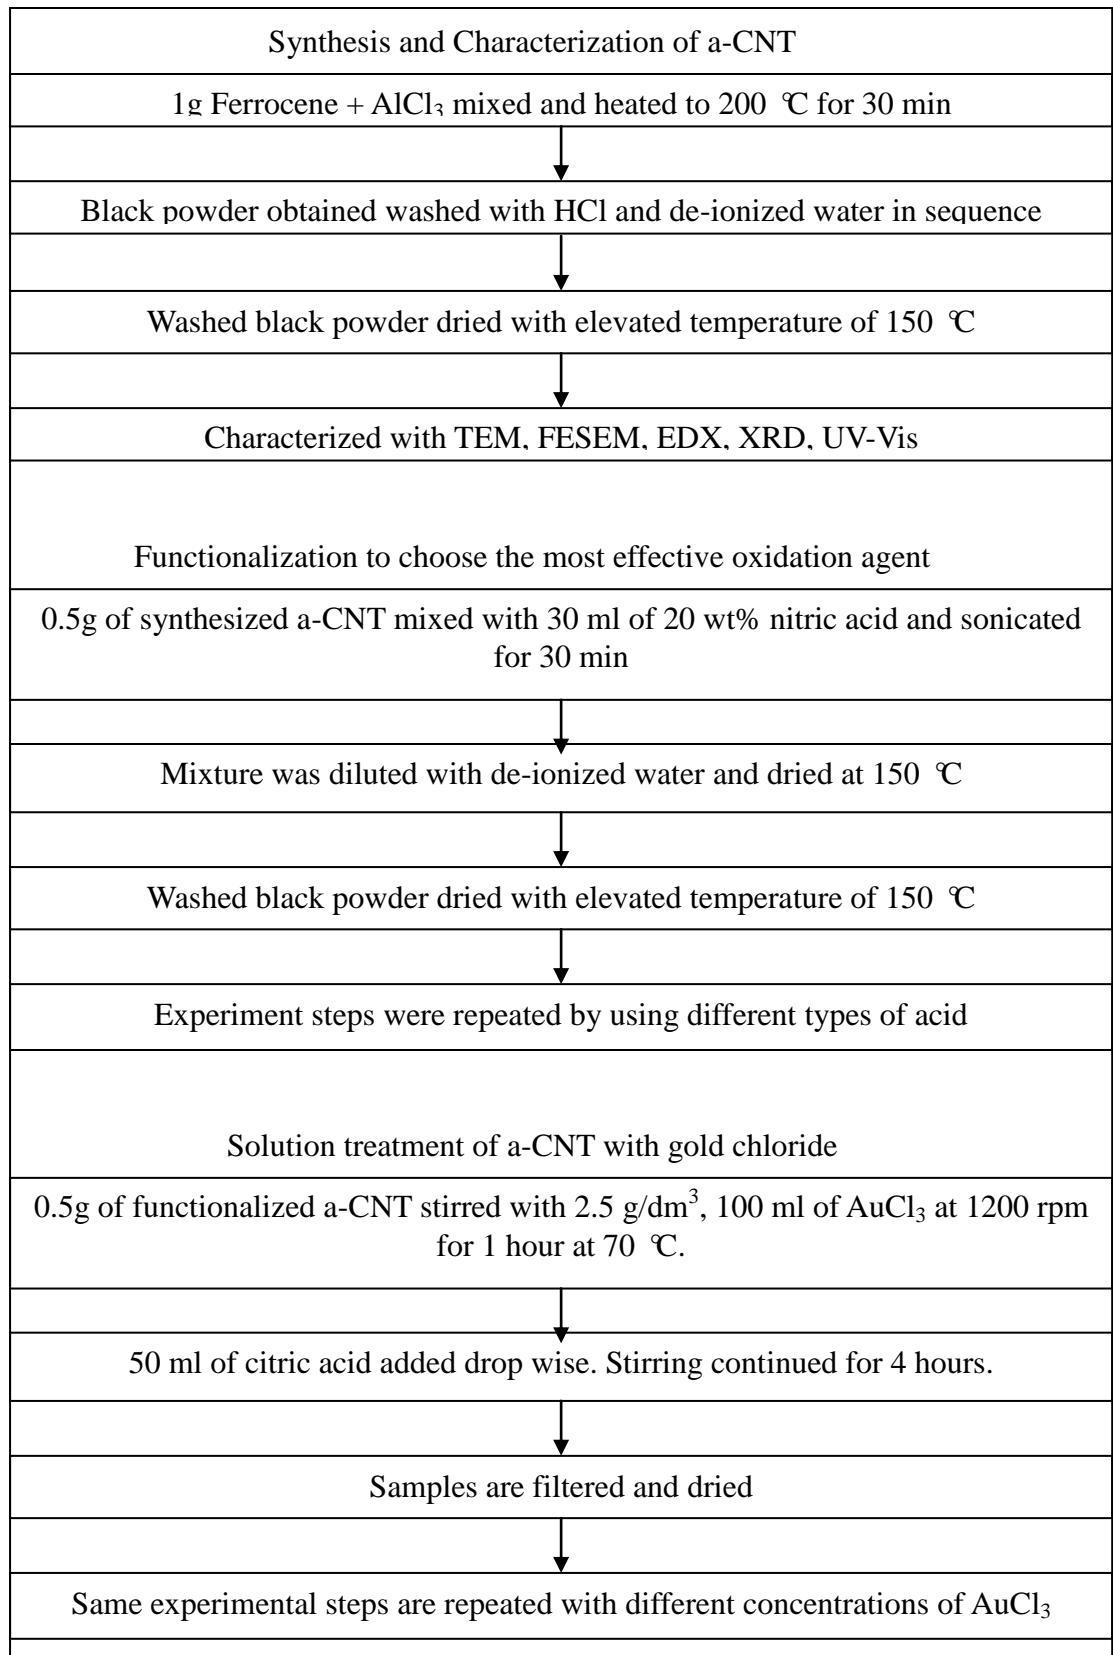 Synthesis and Characterization of a-CNT
1g Ferrocene + AlCl₃ mixed and heated to 200 ℃ for 30 min
Black powder obtained washed with HCl and de-ionized water in sequence
Washed black powder dried with elevated temperature of 150 ℃
Characterized with TEM, FESEM, EDX, XRD, UV-Vis
Functionalization to choose the most effective oxidation agent
0.5g of synthesized a-CNT mixed with 30 ml of 20 wt% nitric acid and sonicated
for 30 min
Mixture was diluted with de-ionized water and dried at 150 ℃
Washed black powder dried with elevated temperature of 150 ℃
Experiment steps were repeated by using different types of acid
Solution treatment of a-CNT with gold chloride
0.5g of functionalized a-CNT stirred with 2.5 g/dm³, 100 ml of AuCl₃ at 1200 rpm
for 1 hour at 70 ℃.
50 ml of citric acid added drop wise. Stirring continued for 4 hours.
Samples are filtered and dried
Same experimental steps are repeated with different concentrations of AuCl₃